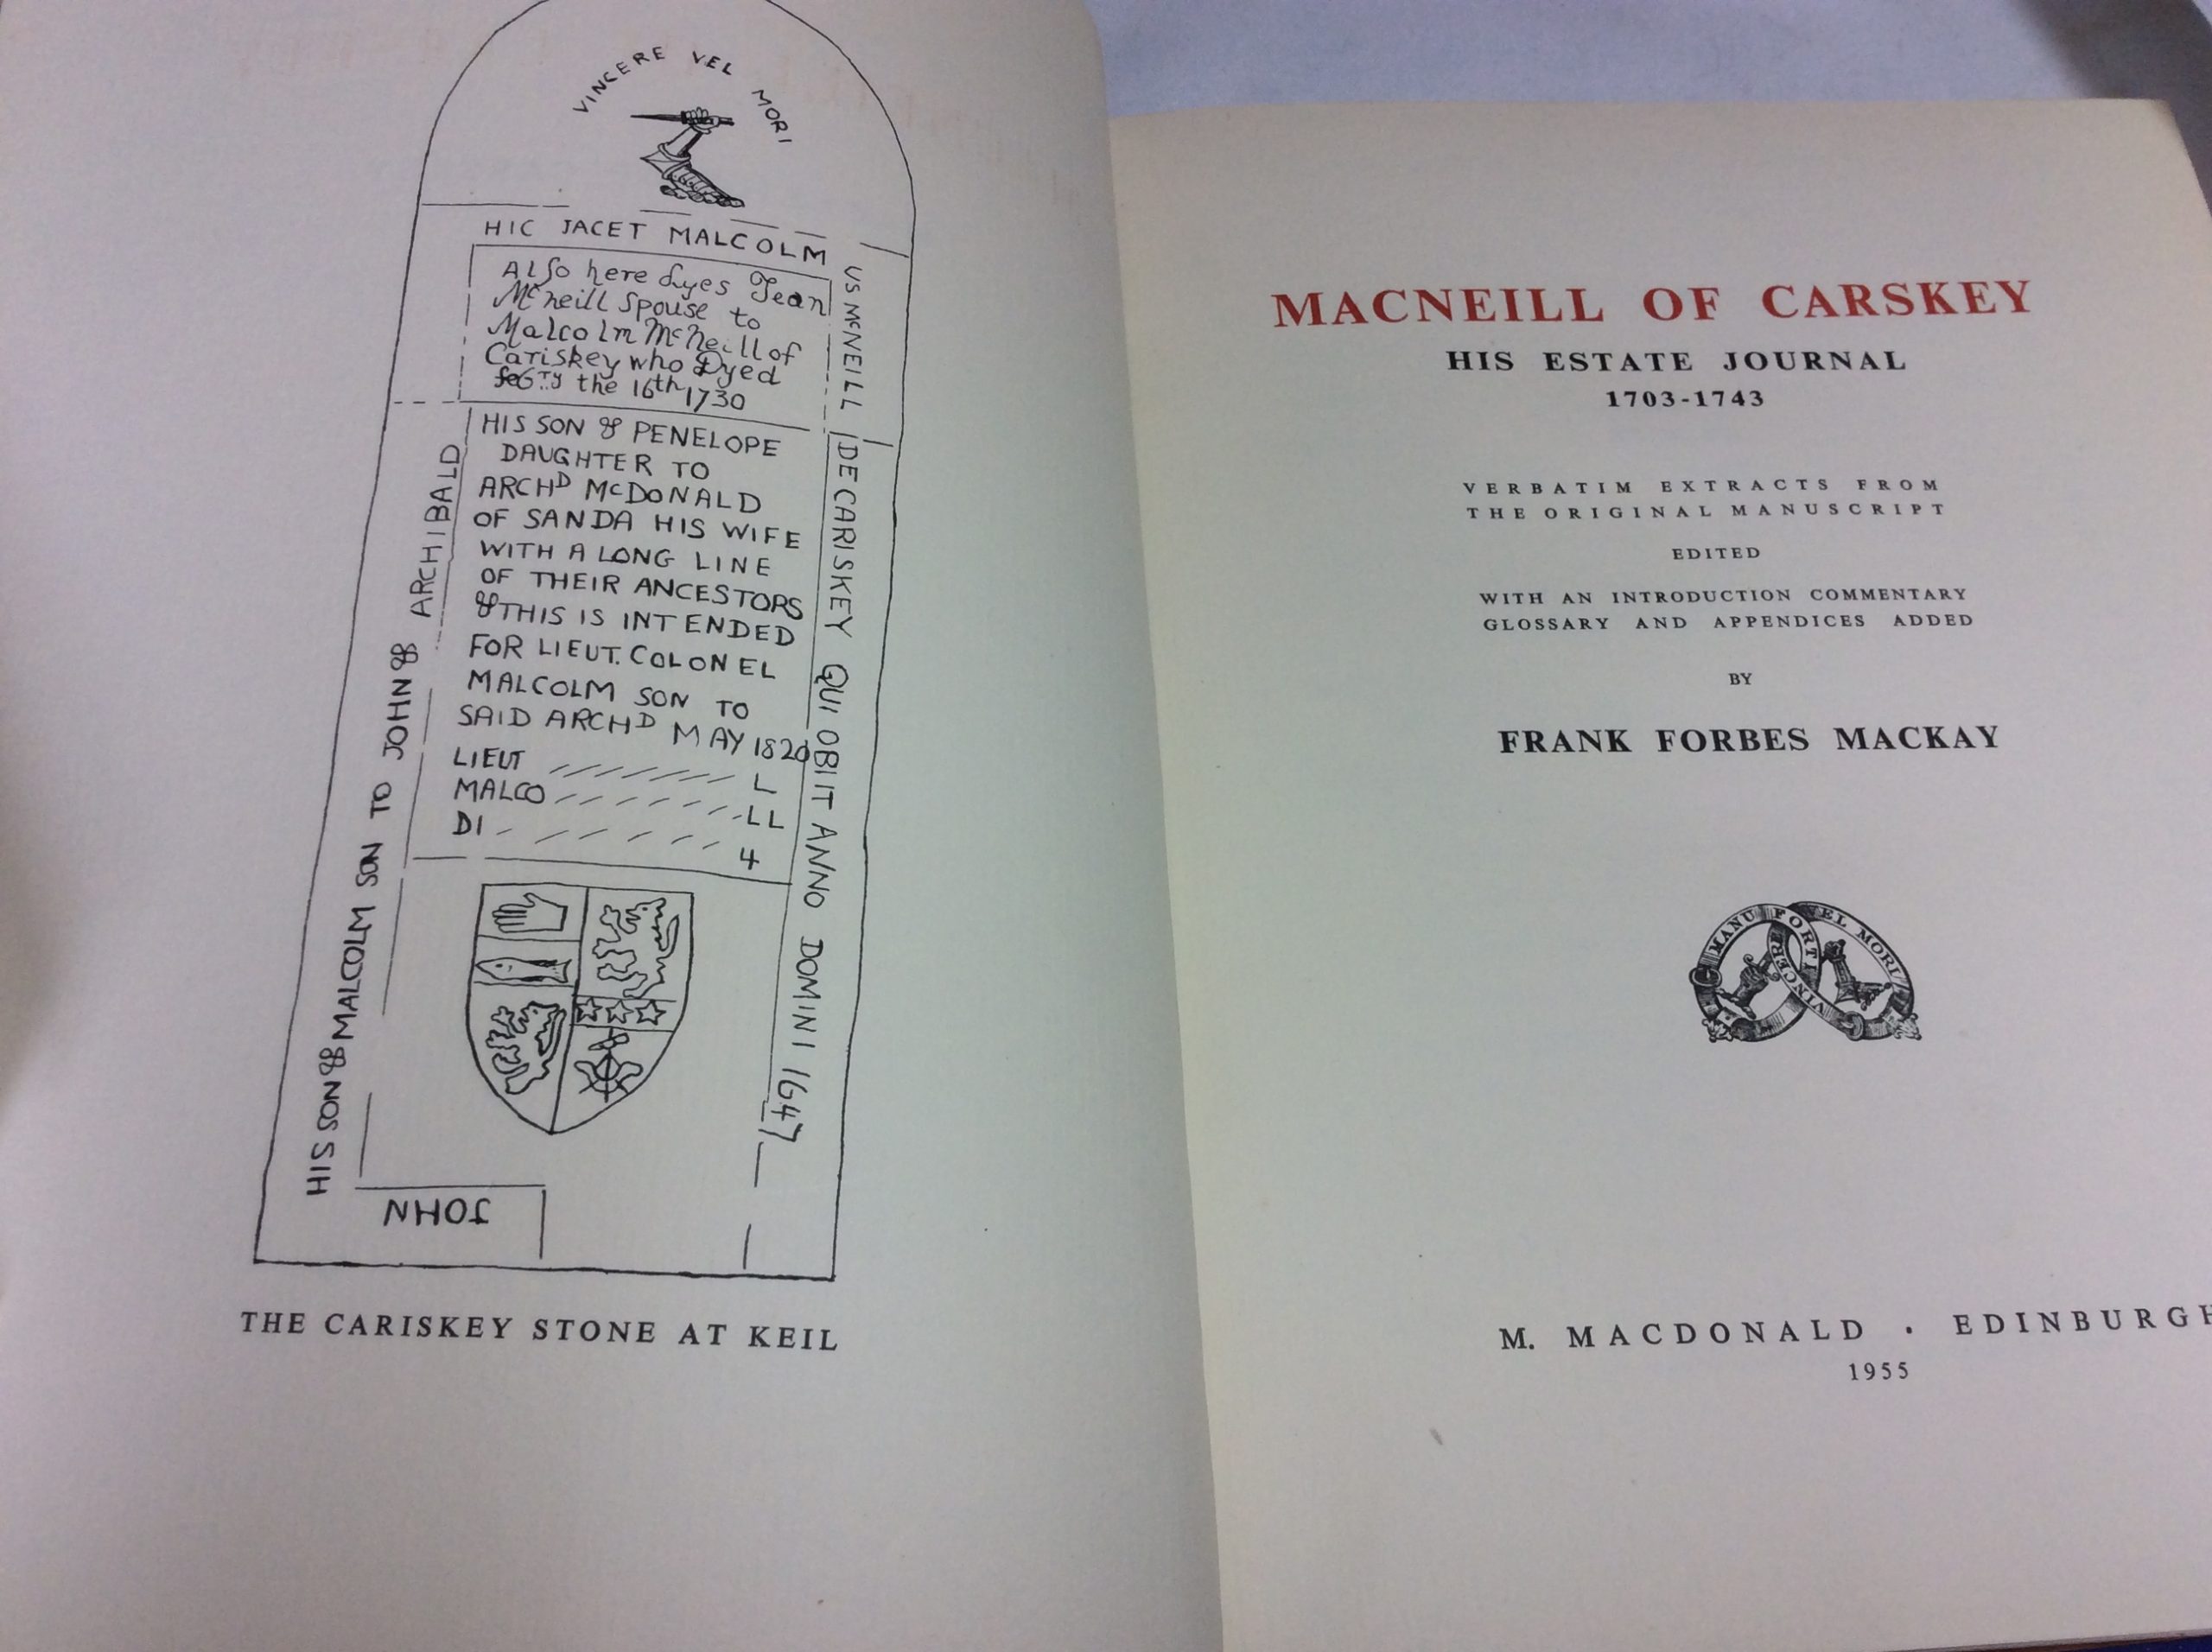 VINCERE VEL MORI
HIC JACET MALCOLM
US McNEILL DE CARISKEY QUI OBIIT ANNO DOMINI 1647
Also here Lyes Jean
McNeill Spouse to
Malcolm McNeill of
Cariskey who Dyed
the 16th 1730
HIS SON & PENELOPE
DAUGHTER TO
ARCHD McDONALD
OF SANDA HIS WIFE
WITH A LONG LINE
OF THEIR ANCESTORS
& THIS IS INTENDED
FOR LIEUT. COLONEL
MALCOLM SON TO
SAID ARCHD MAY 1820
LIEUT L
MALCO LL
DI 4
JOHN
HIS SON & MALCOLM SON TO JOHN & ARCHIBALD
THE CARISKEY STONE AT KEIL
MACNEILL OF CARSKEY
HIS ESTATE JOURNAL
1703-1743
VERBATIM EXTRACTS FROM
THE ORIGINAL MANUSCRIPT
EDITED
WITH AN INTRODUCTION COMMENTARY
GLOSSARY AND APPENDICES ADDED
BY
FRANK FORBES MACKAY
MANU FORTI
VINCERE VEL MORI
M. MACDONALD · EDINBURGH
1955